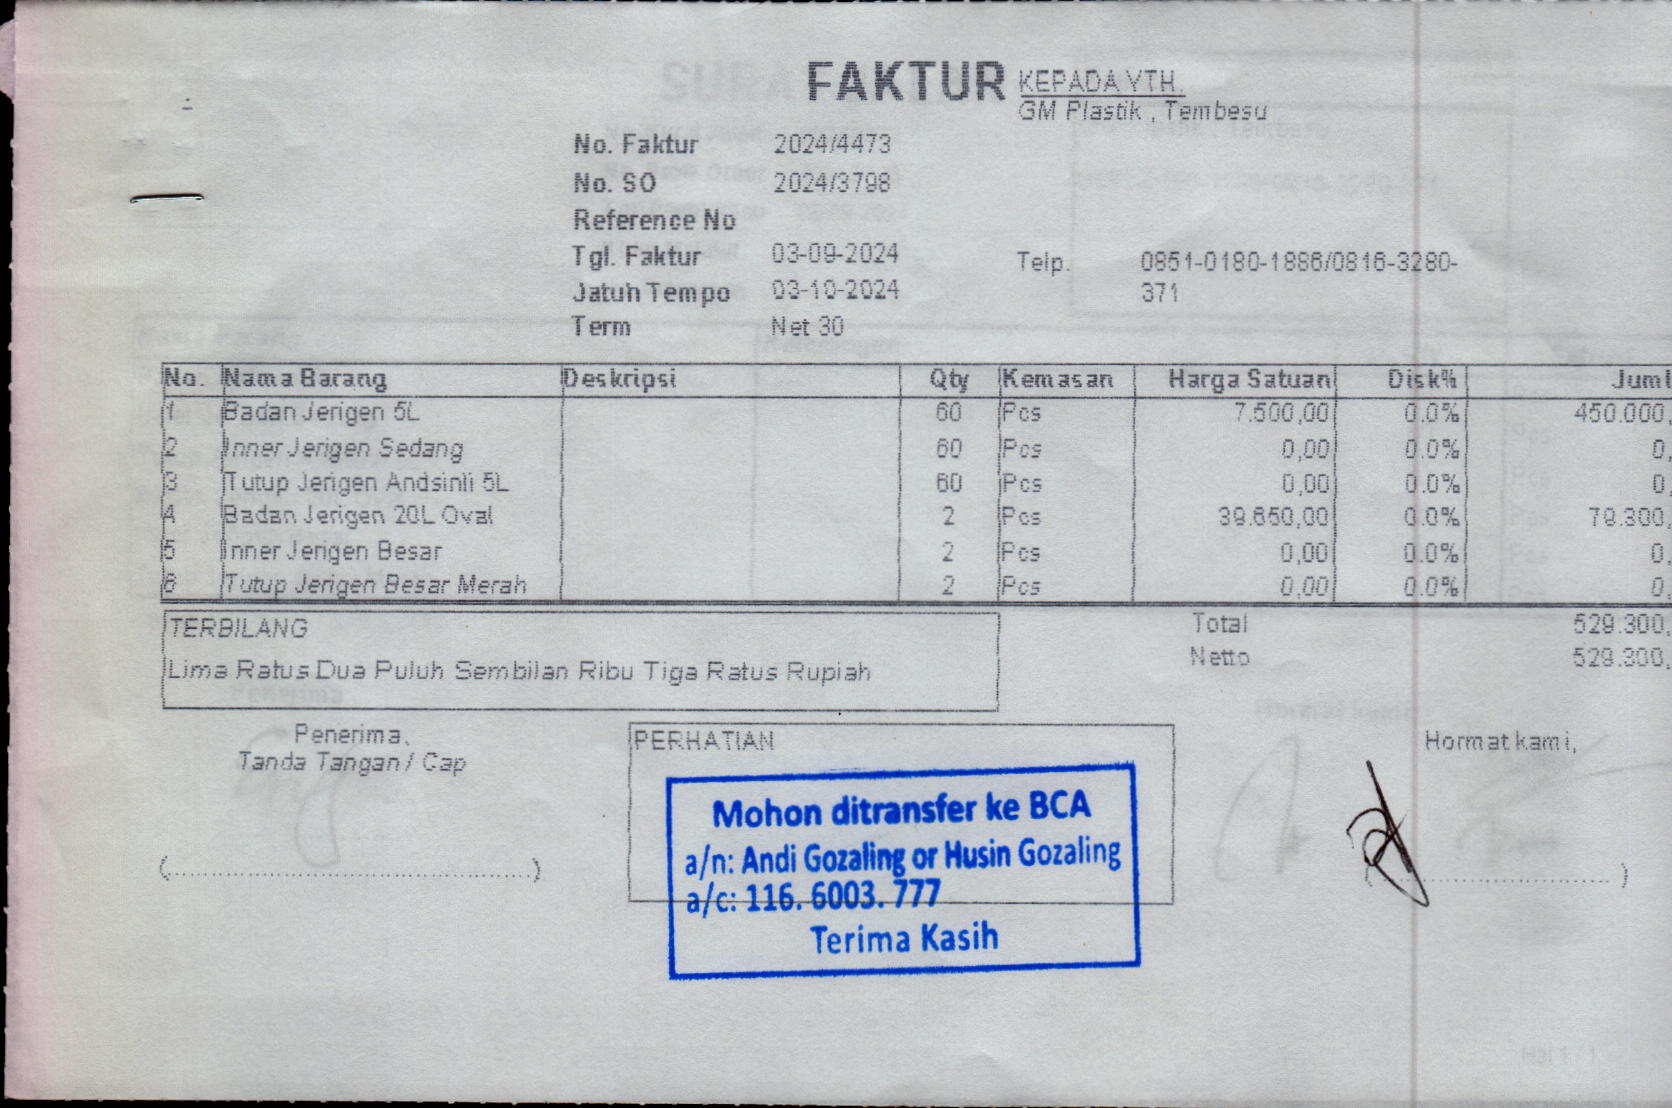 FAKTUR
KEPADA YTH.
GM Plastik , Tembesu
No. Faktur 2024/4473
No. SO 2024/3798
Reference No
Tgl. Faktur 03-09-2024
Telp. 0851-0180-1886/0816-3280-
371
Jatuh Tempo 03-10-2024
Term Net 30
No. Nama Barang Deskripsi Qty Kemasan Harga Satuan Disk% Juml
1 Badan Jerigen 5L 60 Pcs 7.500,00 0.0% 450.000,
2 Inner Jerigen Sedang 60 Pcs 0,00 0.0% 0,
3 Tutup Jerigen Andsinli 5L 60 Pcs 0,00 0.0% 0,
4 Badan Jerigen 20L Oval 2 Pcs 39.650,00 0.0% 79.300,
5 Inner Jerigen Besar 2 Pcs 0,00 0.0% 0,
6 Tutup Jerigen Besar Merah 2 Pcs 0,00 0.0% 0,
TERBILANG
Lima Ratus Dua Puluh Sembilan Ribu Tiga Ratus Rupiah
Total 529.300,
Netto 529.300,
Penerima,
Tanda Tangan / Cap
(........................................)
PERHATIAN
Mohon ditransfer ke BCA
a/n: Andi Gozaling or Husin Gozaling
a/c: 116. 6003. 777
Terima Kasih
Hormat kami,
(........................................)